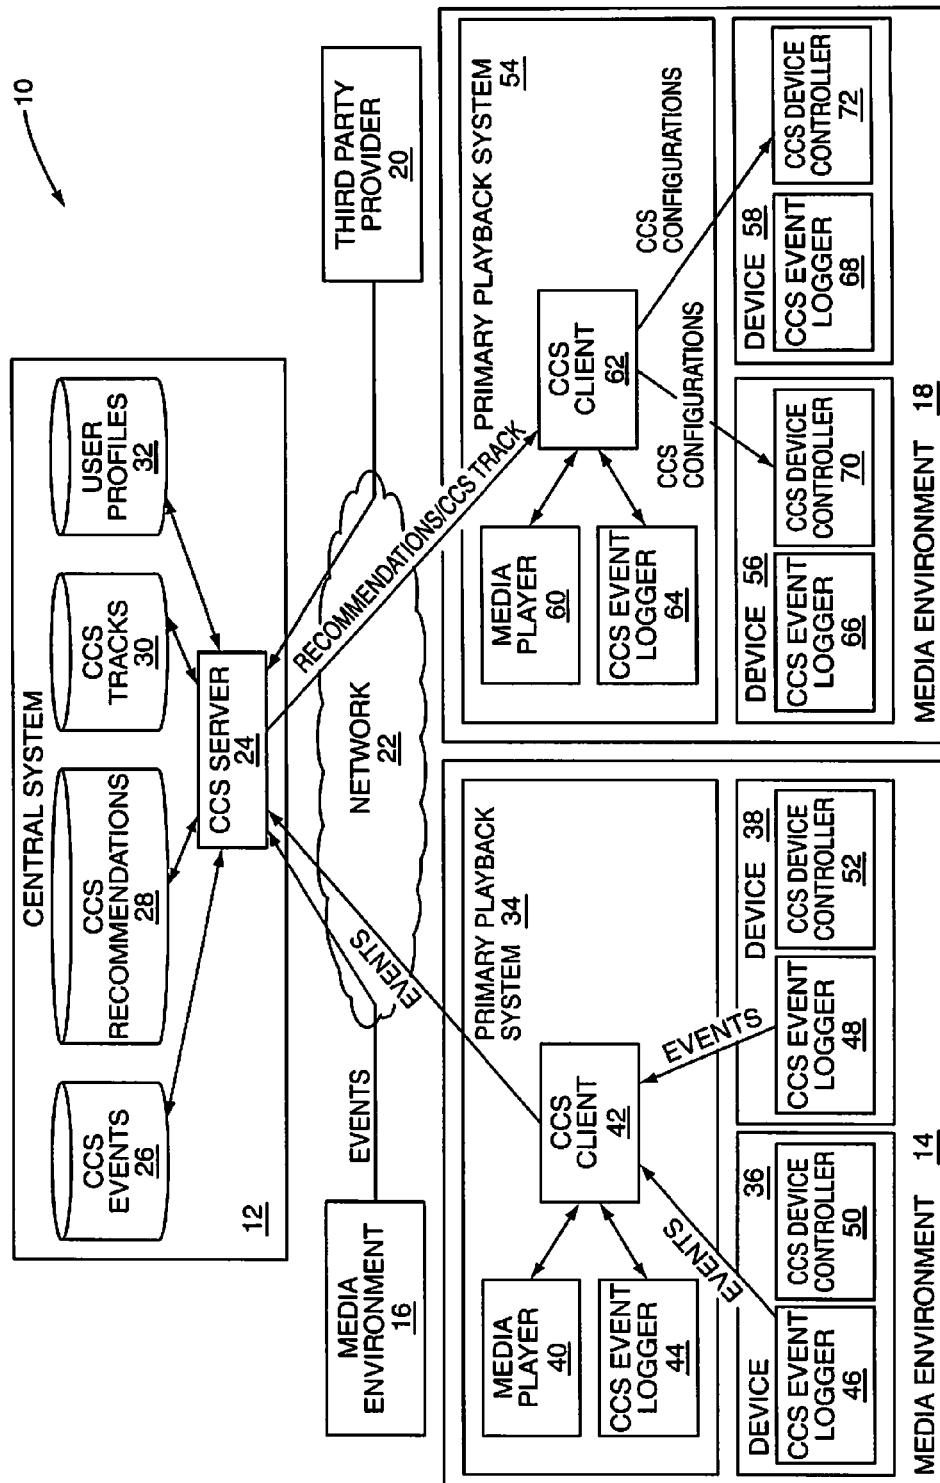 10
CENTRAL SYSTEM
12
CCS
EVENTS
26
CCS
RECOMMENDATIONS
28
CCS
TRACKS
30
USER
PROFILES
32
CCS SERVER
24
MEDIA
ENVIRONMENT
16
EVENTS
NETWORK
22
EVENTS
RECOMMENDATIONS/CCS TRACK
THIRD PARTY
PROVIDER
20
PRIMARY PLAYBACK
SYSTEM 34
MEDIA
PLAYER
40
CCS EVENT
LOGGER
44
CCS
CLIENT
42
EVENTS
EVENTS
DEVICE
36
CCS EVENT
LOGGER
46
CCS DEVICE
CONTROLLER
50
DEVICE 38
CCS EVENT
LOGGER
48
CCS DEVICE
CONTROLLER
52
MEDIA ENVIRONMENT 14
PRIMARY PLAYBACK SYSTEM
54
MEDIA
PLAYER
60
CCS EVENT
LOGGER
64
CCS
CLIENT
62
CCS
CONFIGURATIONS
CCS
CONFIGURATIONS
DEVICE 56
CCS EVENT
LOGGER
66
CCS DEVICE
CONTROLLER
70
DEVICE 58
CCS EVENT
LOGGER
68
CCS DEVICE
CONTROLLER
72
MEDIA ENVIRONMENT 18